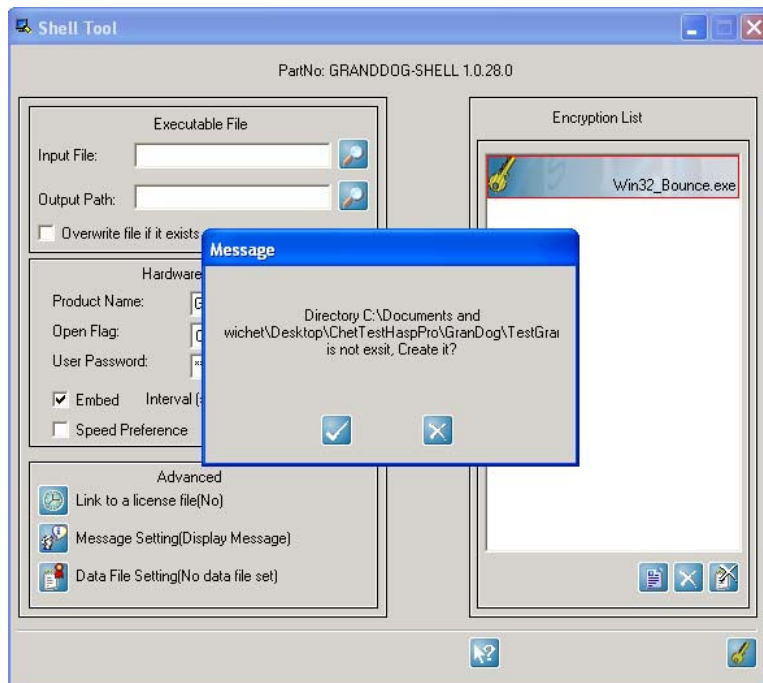 Shell Tool
PartNo: GRANDDOG-SHELL 1.0.28.0
Executable File
Input File:
Output Path:
Overwrite file if it exists
Hardware
Product Name:
Open Flag:
User Password:
Embed Interval
Speed Preference
Advanced
Link to a license file(No)
Message Setting(Display Message)
Data File Setting(No data file set)
Encryption List
Win32_Bounce.exe
Message
Directory C:\Documents and
wichet\Desktop\ChetTestHaspPro\GranDog\TestGrai
is not exsit, Create it?